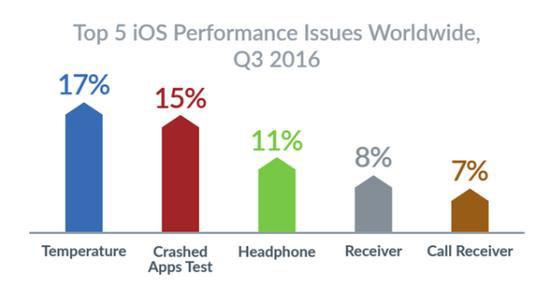 Top 5 iOS Performance Issues Worldwide,
Q3 2016
17%
15%
11%
8%
7%
Temperature
Crashed
Apps Test
Headphone
Receiver
Call Receiver